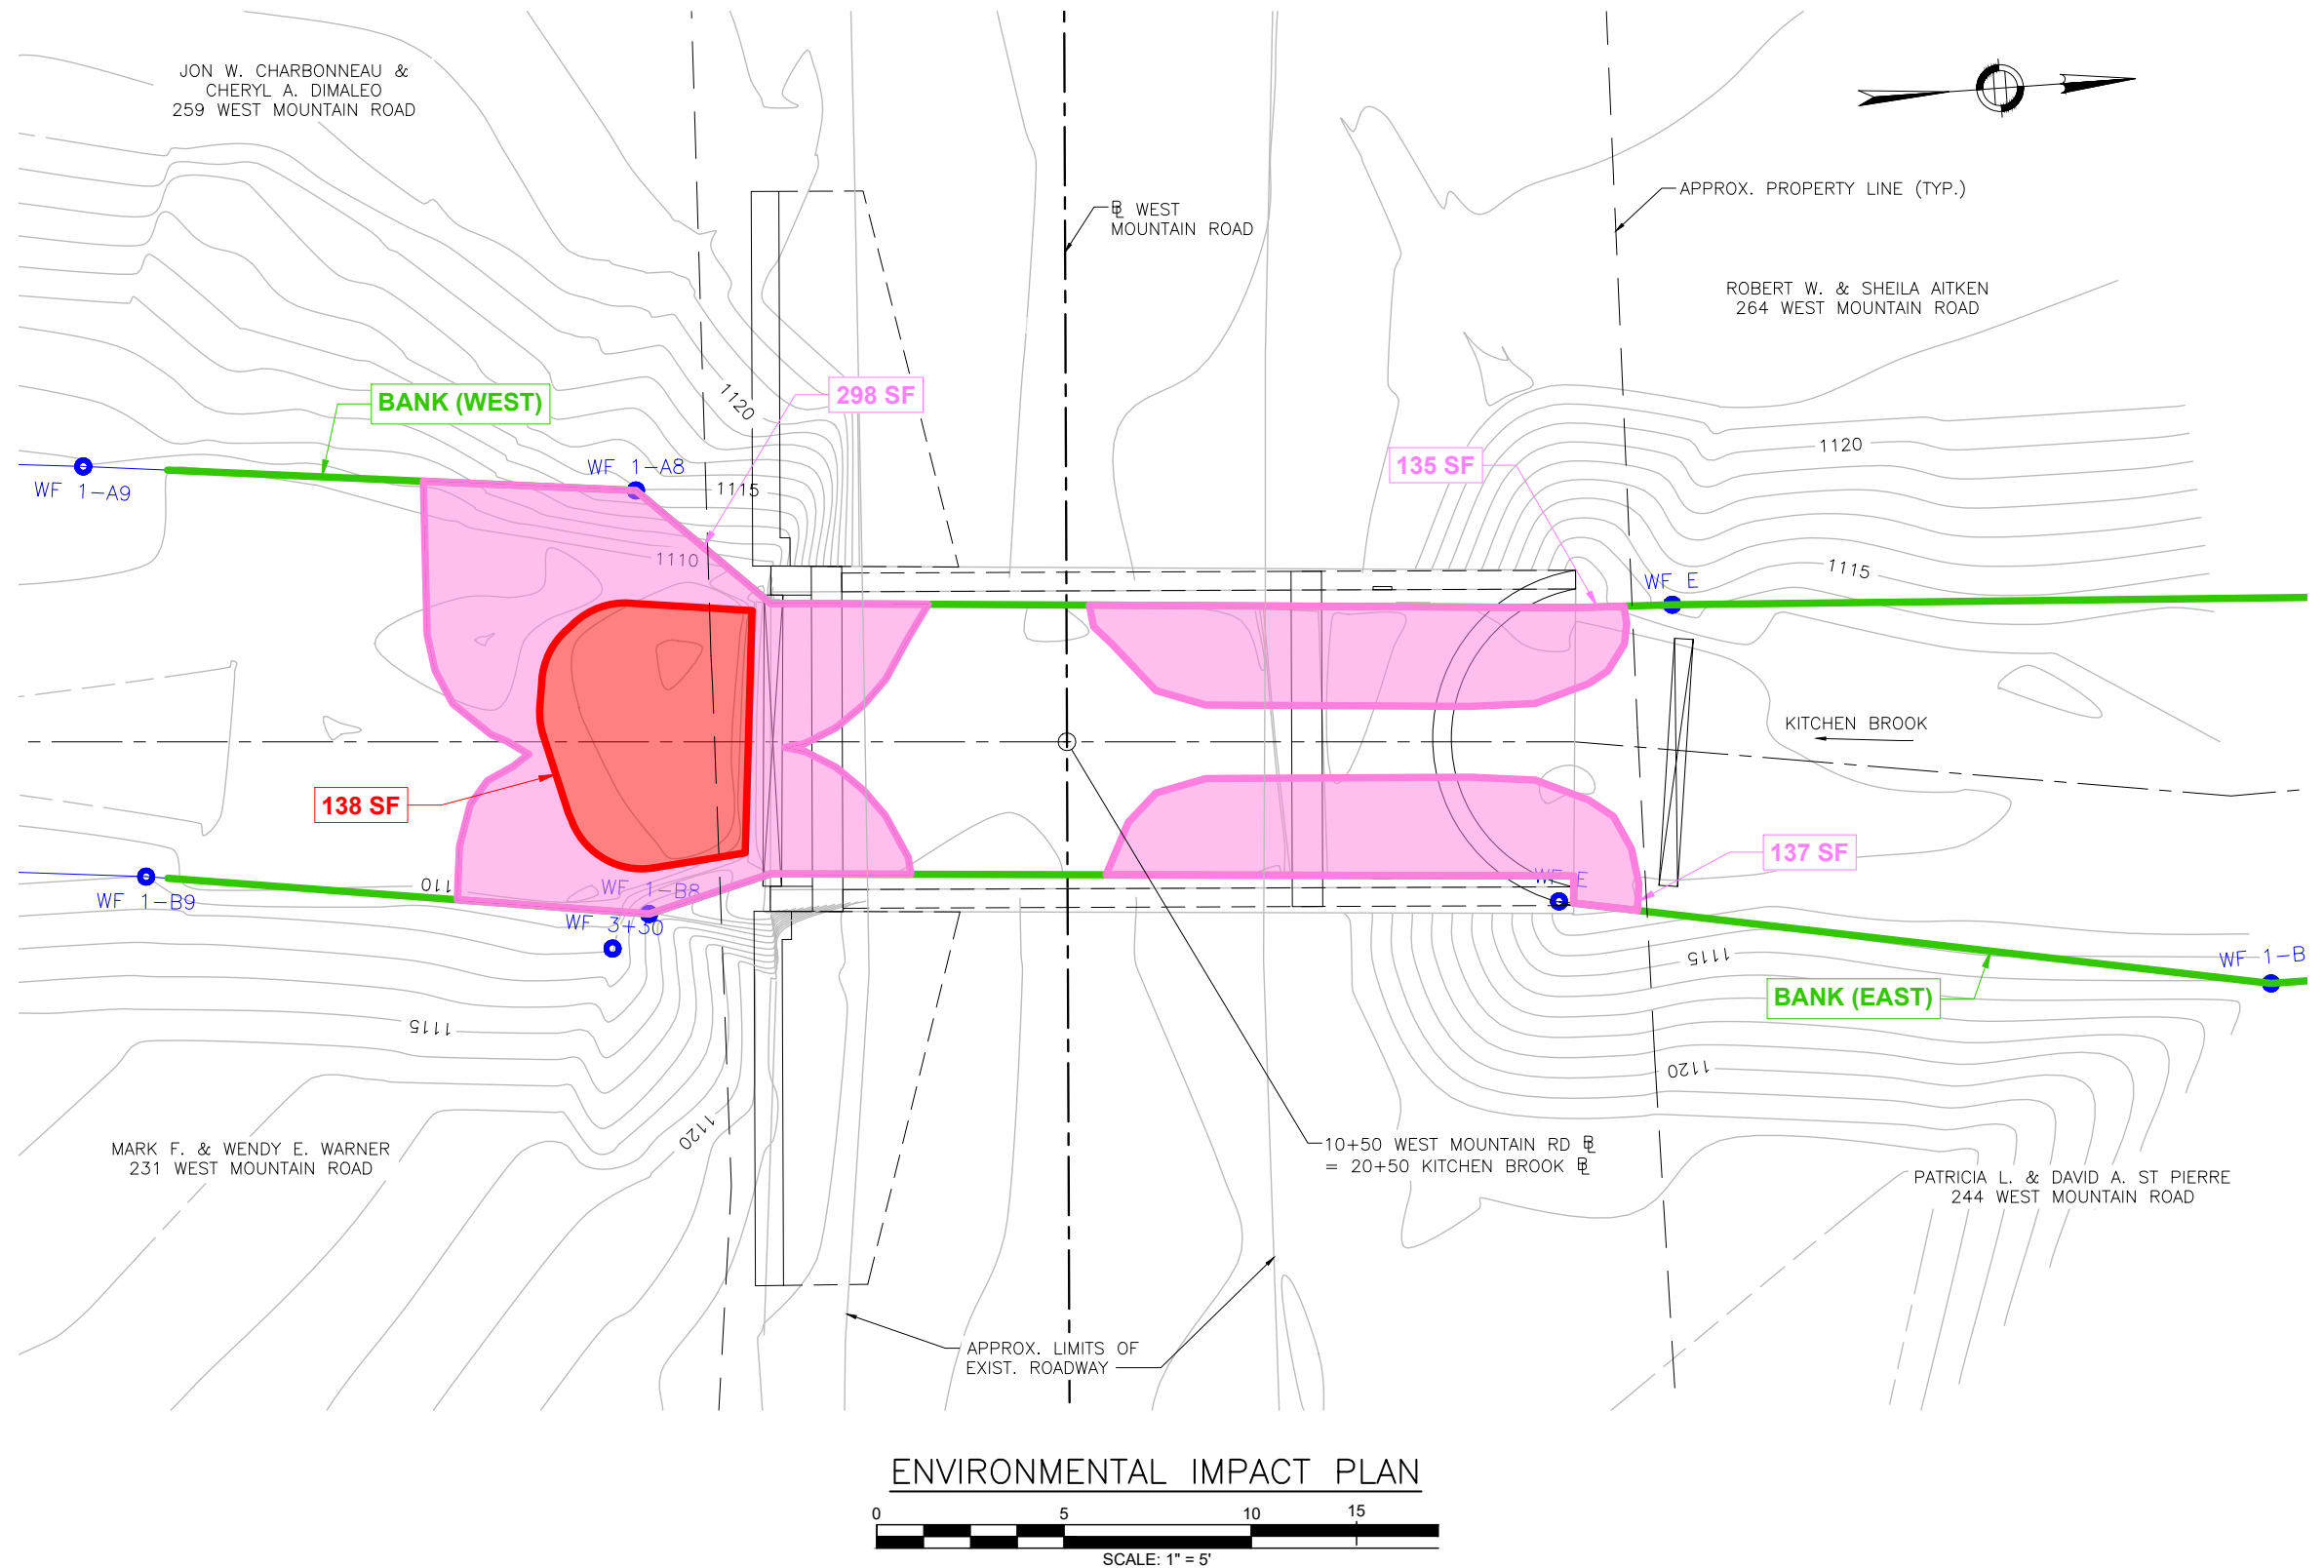 JON W. CHARBONNEAU &
CHERYL A. DIMALEO
259 WEST MOUNTAIN ROAD
APPROX. PROPERTY LINE (TYP.)
℄ WEST
MOUNTAIN ROAD
ROBERT W. & SHEILA AITKEN
264 WEST MOUNTAIN ROAD
BANK (WEST)
1120
298 SF
135 SF
1120
WF 1-A8
WF 1-A9
1115
1110
1115
WF E
KITCHEN BROOK
138 SF
137 SF
110
WF 1-B8
WF E
WF 1-B9
WF 3+30
1115
WF 1-B
BANK (EAST)
1115
1120
1120
MARK F. & WENDY E. WARNER
231 WEST MOUNTAIN ROAD
10+50 WEST MOUNTAIN RD ℄
= 20+50 KITCHEN BROOK ℄
PATRICIA L. & DAVID A. ST PIERRE
244 WEST MOUNTAIN ROAD
APPROX. LIMITS OF
EXIST. ROADWAY
ENVIRONMENTAL IMPACT PLAN
0 5 10 15
SCALE: 1" = 5'